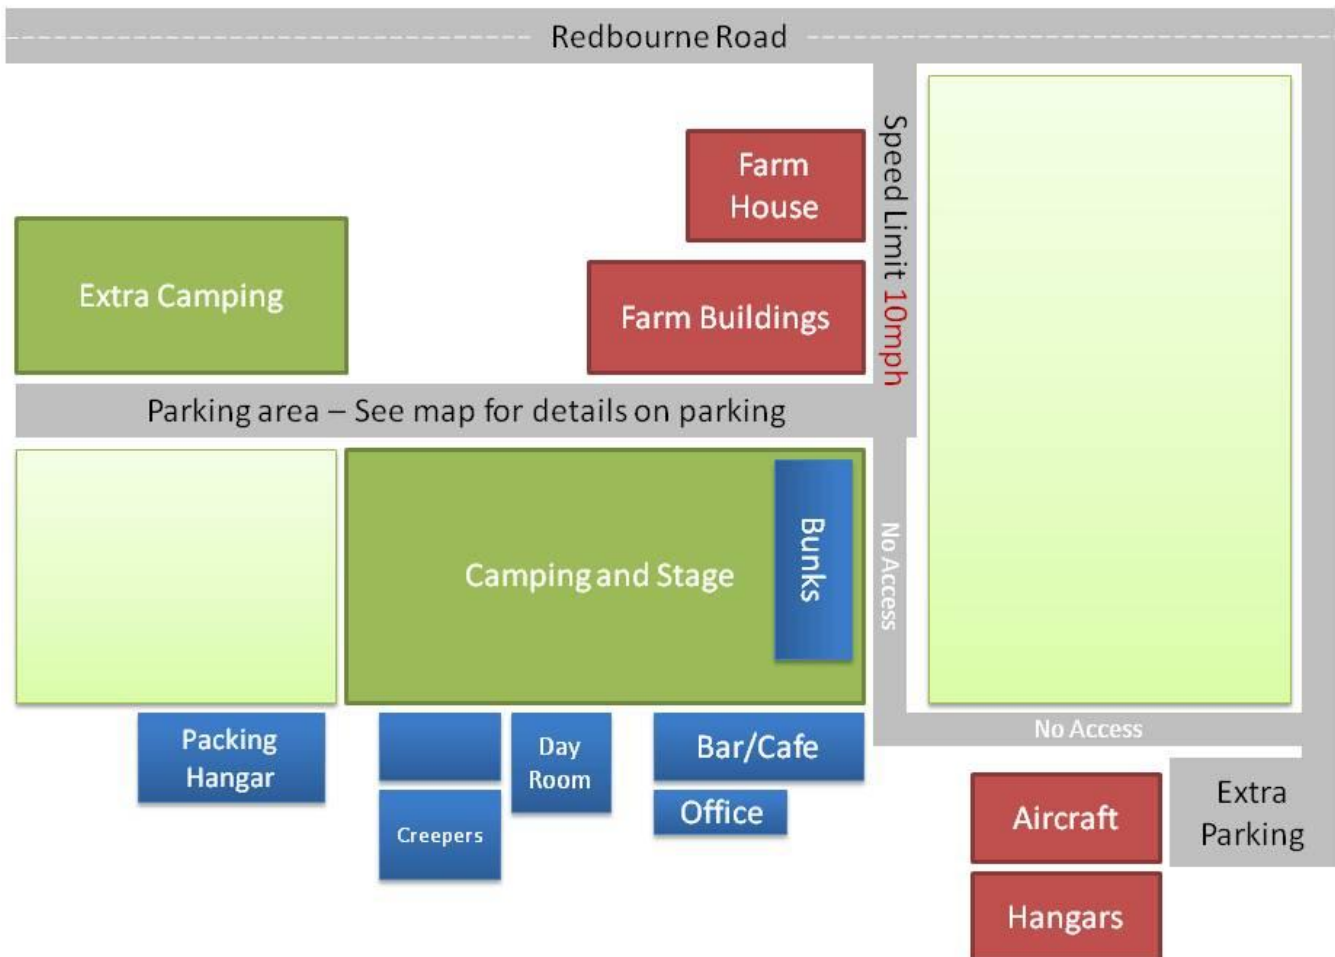 Redbourne Road
Speed Limit 10mph
Farm
House
Extra Camping
Farm Buildings
Parking area – See map for details on parking
Camping and Stage
Bunks
No Access
No Access
Packing
Hangar
Day
Room
Bar/Cafe
Office
Creepers
Aircraft
Hangars
Extra
Parking